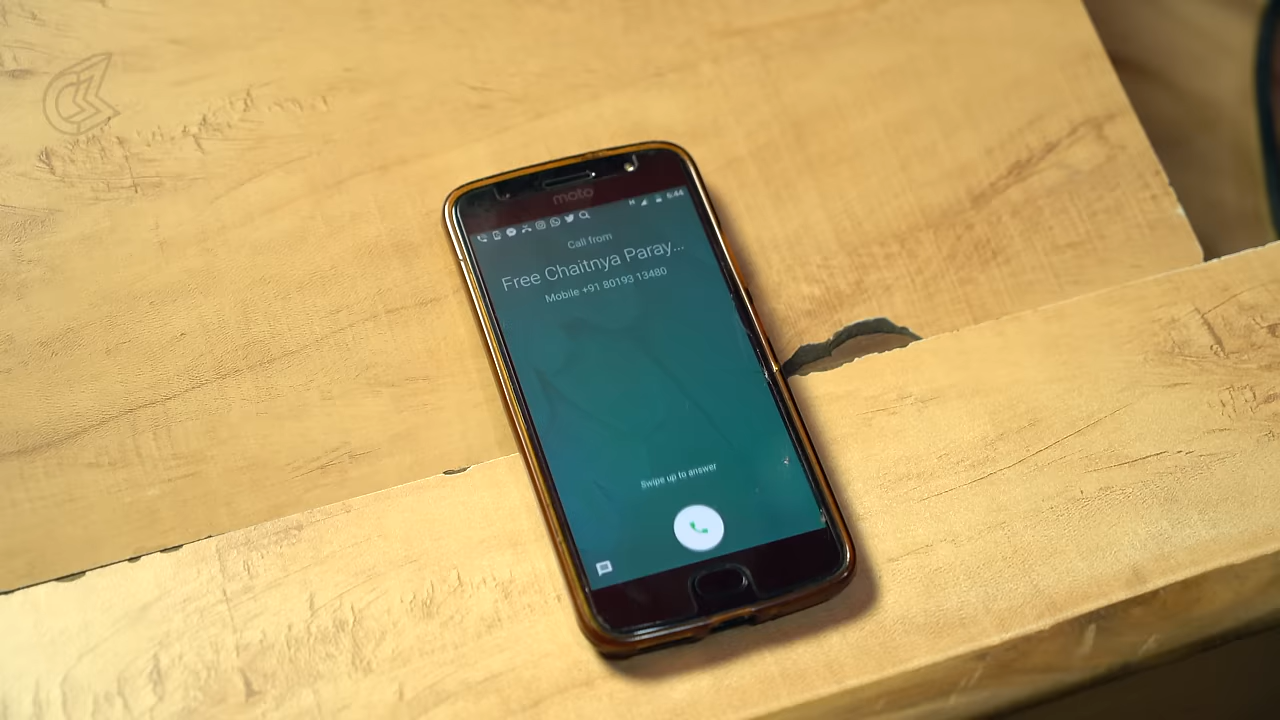 moto
6:44
Call from
Free Chaitnya Paray...
Mobile +91 80193 13480
Swipe up to answer